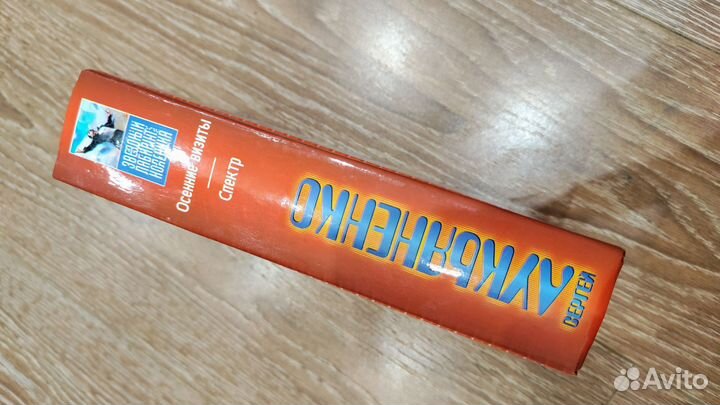 СЕРГЕЙ
ЛУКЬЯНЕНКО
Осенние визиты
Спектр
ЗВЕЗДНЫЙ
ЛАБИРИНТ
КОЛЛЕКЦИЯ
Avito